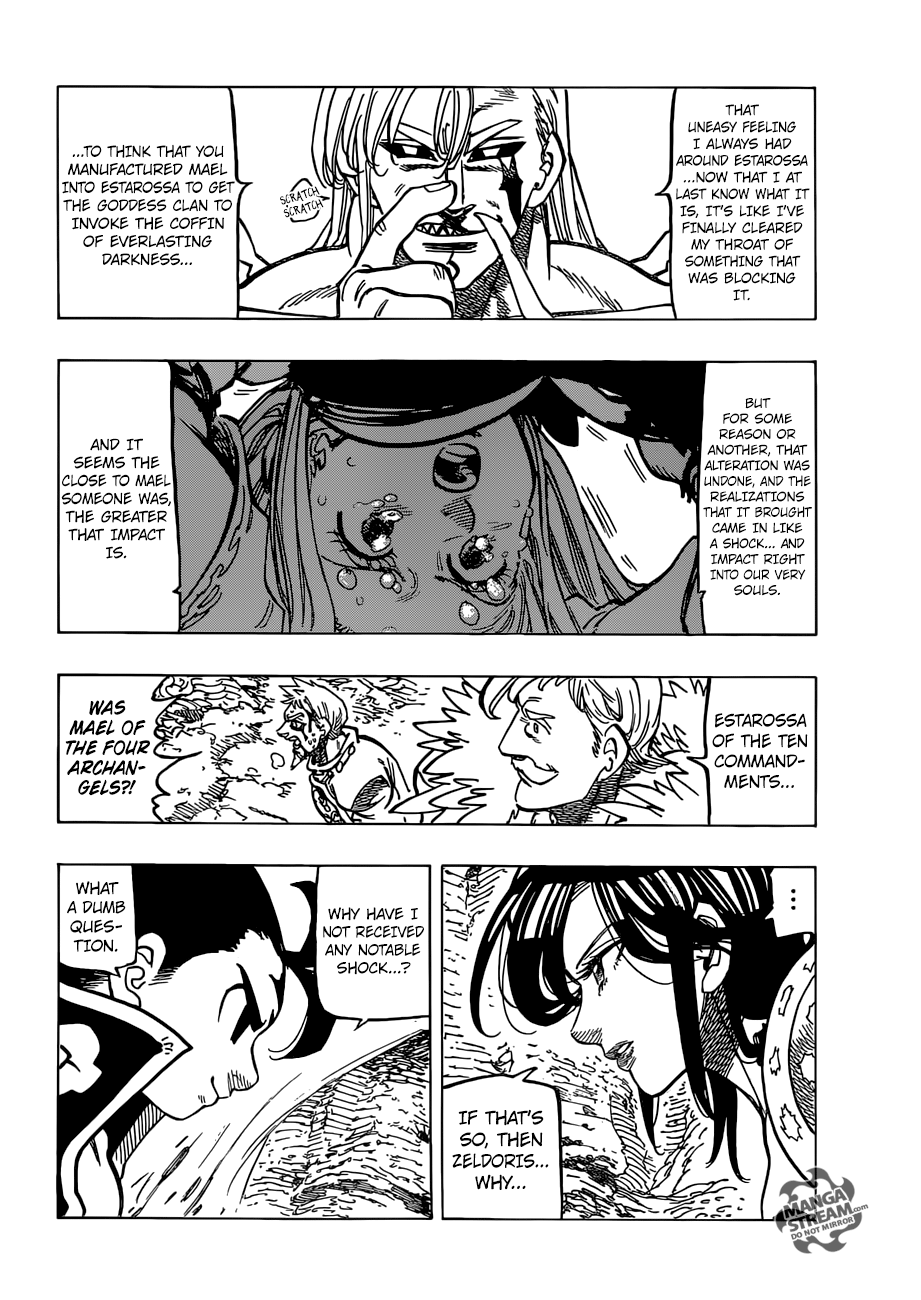 THAT
UNEASY FEELING
I ALWAYS HAD
AROUND ESTAROSSA
...NOW THAT I AT
LAST KNOW WHAT IT
IS, IT'S LIKE I'VE
FINALLY CLEARED
MY THROAT OF
SOMETHING THAT
WAS BLOCKING
IT.
SCRATCH
SCRATCH
...TO THINK THAT YOU
MANUFACTURED MAEL
INTO ESTAROSSA TO GET
THE GODDESS CLAN TO
INVOKE THE COFFIN
OF EVERLASTING
DARKNESS...
BUT
FOR SOME
REASON OR
ANOTHER, THAT
ALTERATION WAS
UNDONE, AND THE
REALIZATIONS
THAT IT BROUGHT
CAME IN LIKE
A SHOCK... AND
IMPACT RIGHT
INTO OUR VERY
SOULS.
AND IT
SEEMS THE
CLOSE TO MAEL
SOMEONE WAS,
THE GREATER
THAT IMPACT
IS.
ESTAROSSA
OF THE TEN
COMMAND-
MENTS...
WAS
MAEL OF
THE FOUR
ARCHAN-
GELS?!
...
IF THAT'S
SO, THEN
ZELDORIS...
WHY...
WHY HAVE I
NOT RECEIVED
ANY NOTABLE
SHOCK...?
WHAT
A DUMB
QUES-
TION.
MANGA
STREAM.com
DO NOT MIRROR